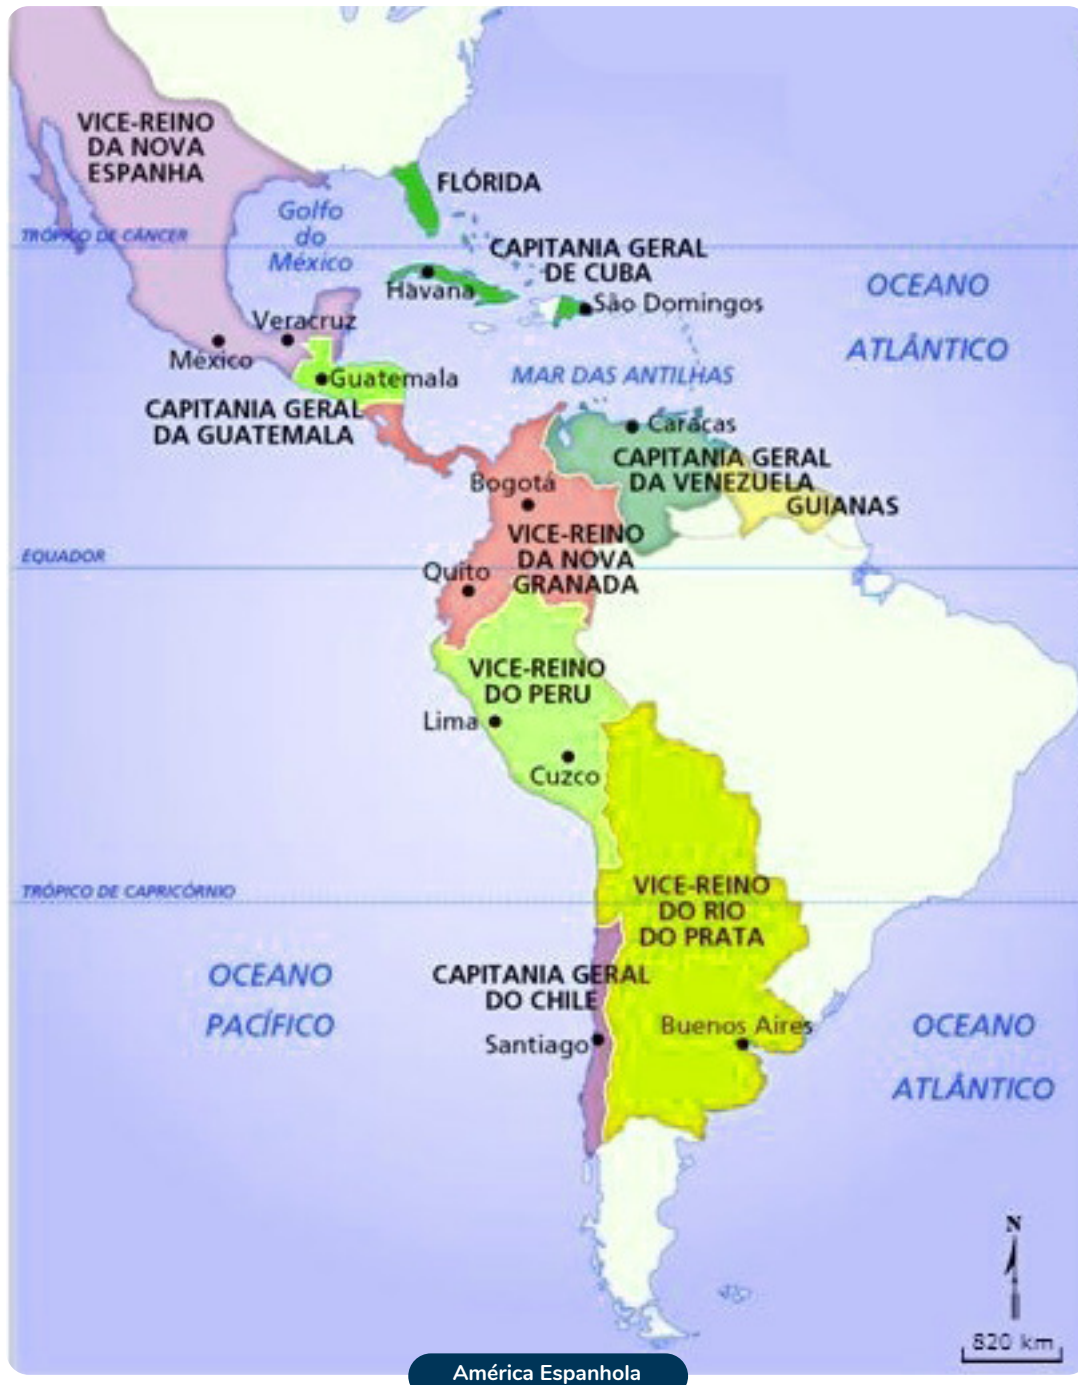 VICE-REINO
DA NOVA
ESPANHA
FLÓRIDA
Golfo
do
México
TRÓPICO DE CÂNCER
CAPITANIA GERAL
DE CUBA
Havana
São Domingos
OCEANO
ATLÂNTICO
Veracruz
México
Guatemala
MAR DAS ANTILHAS
CAPITANIA GERAL
DA GUATEMALA
Caracas
CAPITANIA GERAL
DA VENEZUELA
GUIANAS
Bogotá
VICE-REINO
DA NOVA
GRANADA
EQUADOR
Quito
VICE-REINO
DO PERU
Lima
Cuzco
TRÓPICO DE CAPRICÓRNIO
VICE-REINO
DO RIO
DO PRATA
OCEANO
PACÍFICO
CAPITANIA GERAL
DO CHILE
Santiago
Buenos Aires
OCEANO
ATLÂNTICO
N
820 km
América Espanhola